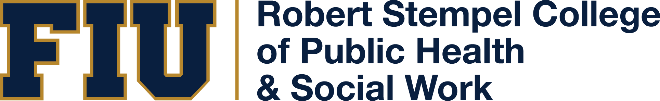 FIU
Robert Stempel College
of Public Health
& Social Work